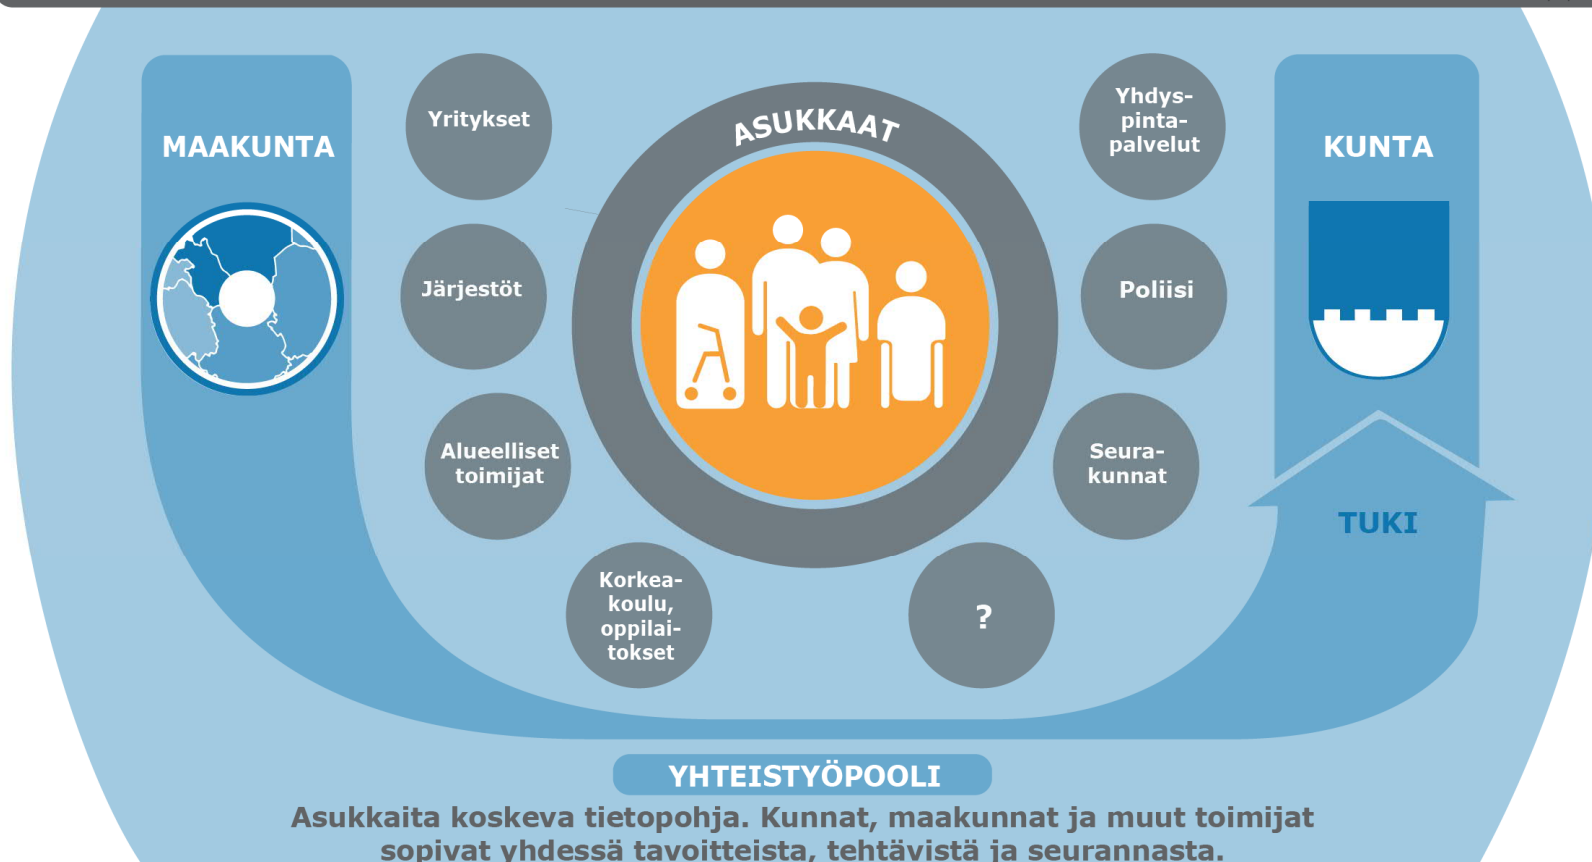 MAAKUNTA
Yritykset
Järjestöt
Alueelliset
toimijat
Korkea-
koulu,
oppilai-
tokset
ASUKKAAT
Yhdys-
pinta-
palvelut
Poliisi
Seura-
kunnat
?
KUNTA
TUKI
YHTEISTYÖPOOLI
Asukkaita koskeva tietopohja. Kunnat, maakunnat ja muut toimijat
sopivat yhdessä tavoitteista, tehtävistä ja seurannasta.